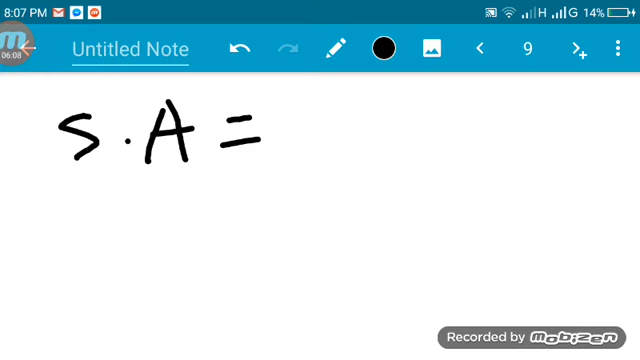 8:07 PM H G 14%
m
06:08
Untitled Note 9
S.A =
Recorded by mobizen